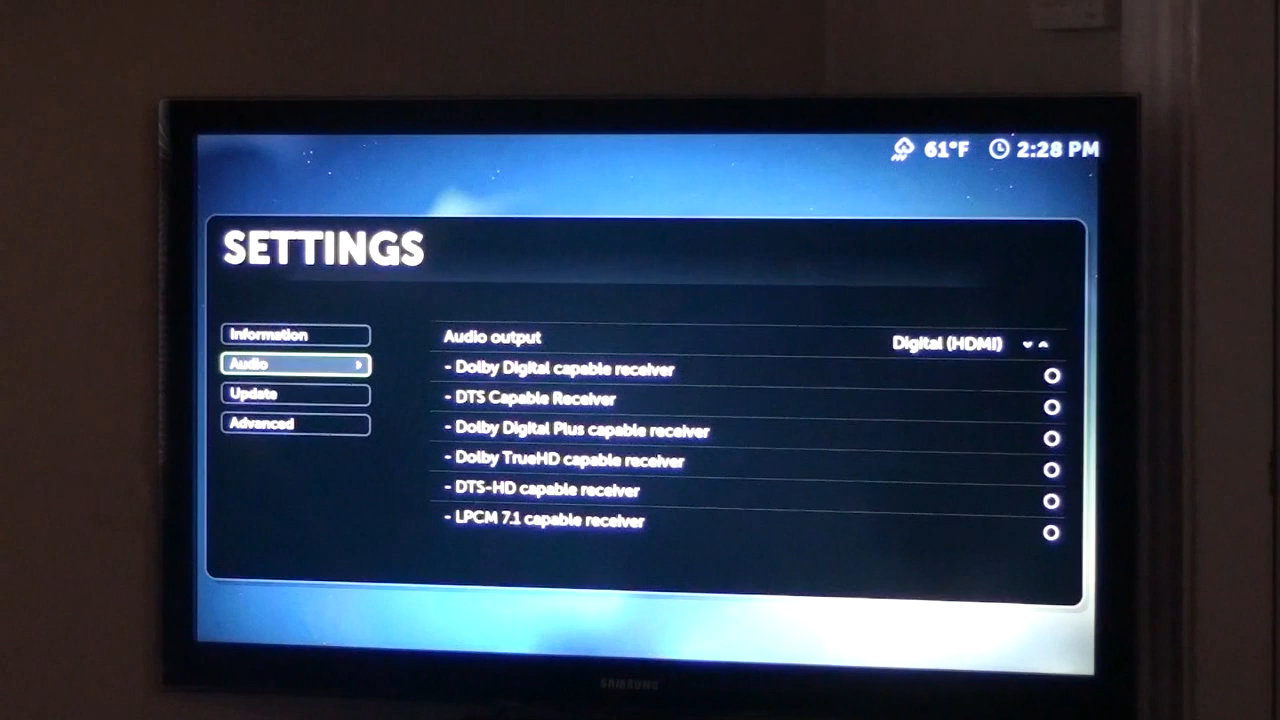 61°F 2:28 PM
SETTINGS
Information
Audio
Update
Advanced
Audio output Digital (HDMI)
- Dolby Digital capable receiver
- DTS Capable Receiver
- Dolby Digital Plus capable receiver
- Dolby TrueHD capable receiver
- DTS-HD capable receiver
- LPCM 7.1 capable receiver
SAMSUNG